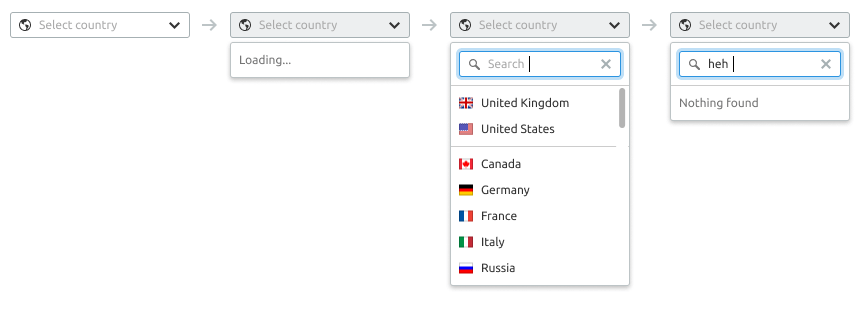 Select country
Select country
Loading...
Select country
Search
United Kingdom
United States
Canada
Germany
France
Italy
Russia
Select country
heh
Nothing found